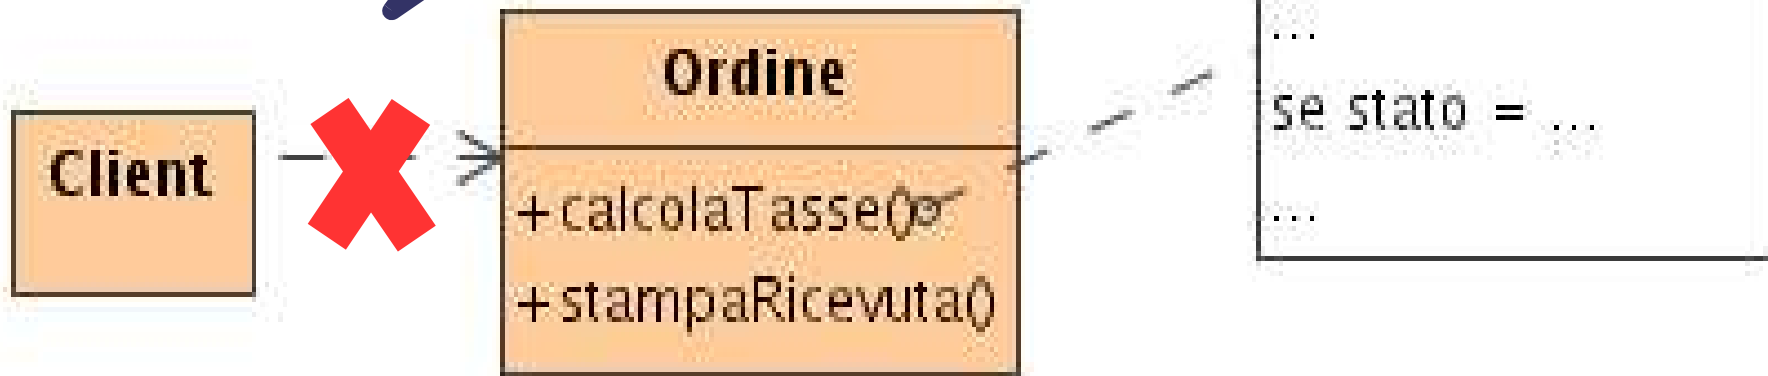 Client
Ordine
+calcolaTasse()
+stampaRicevuta()
...
se stato = ...
...